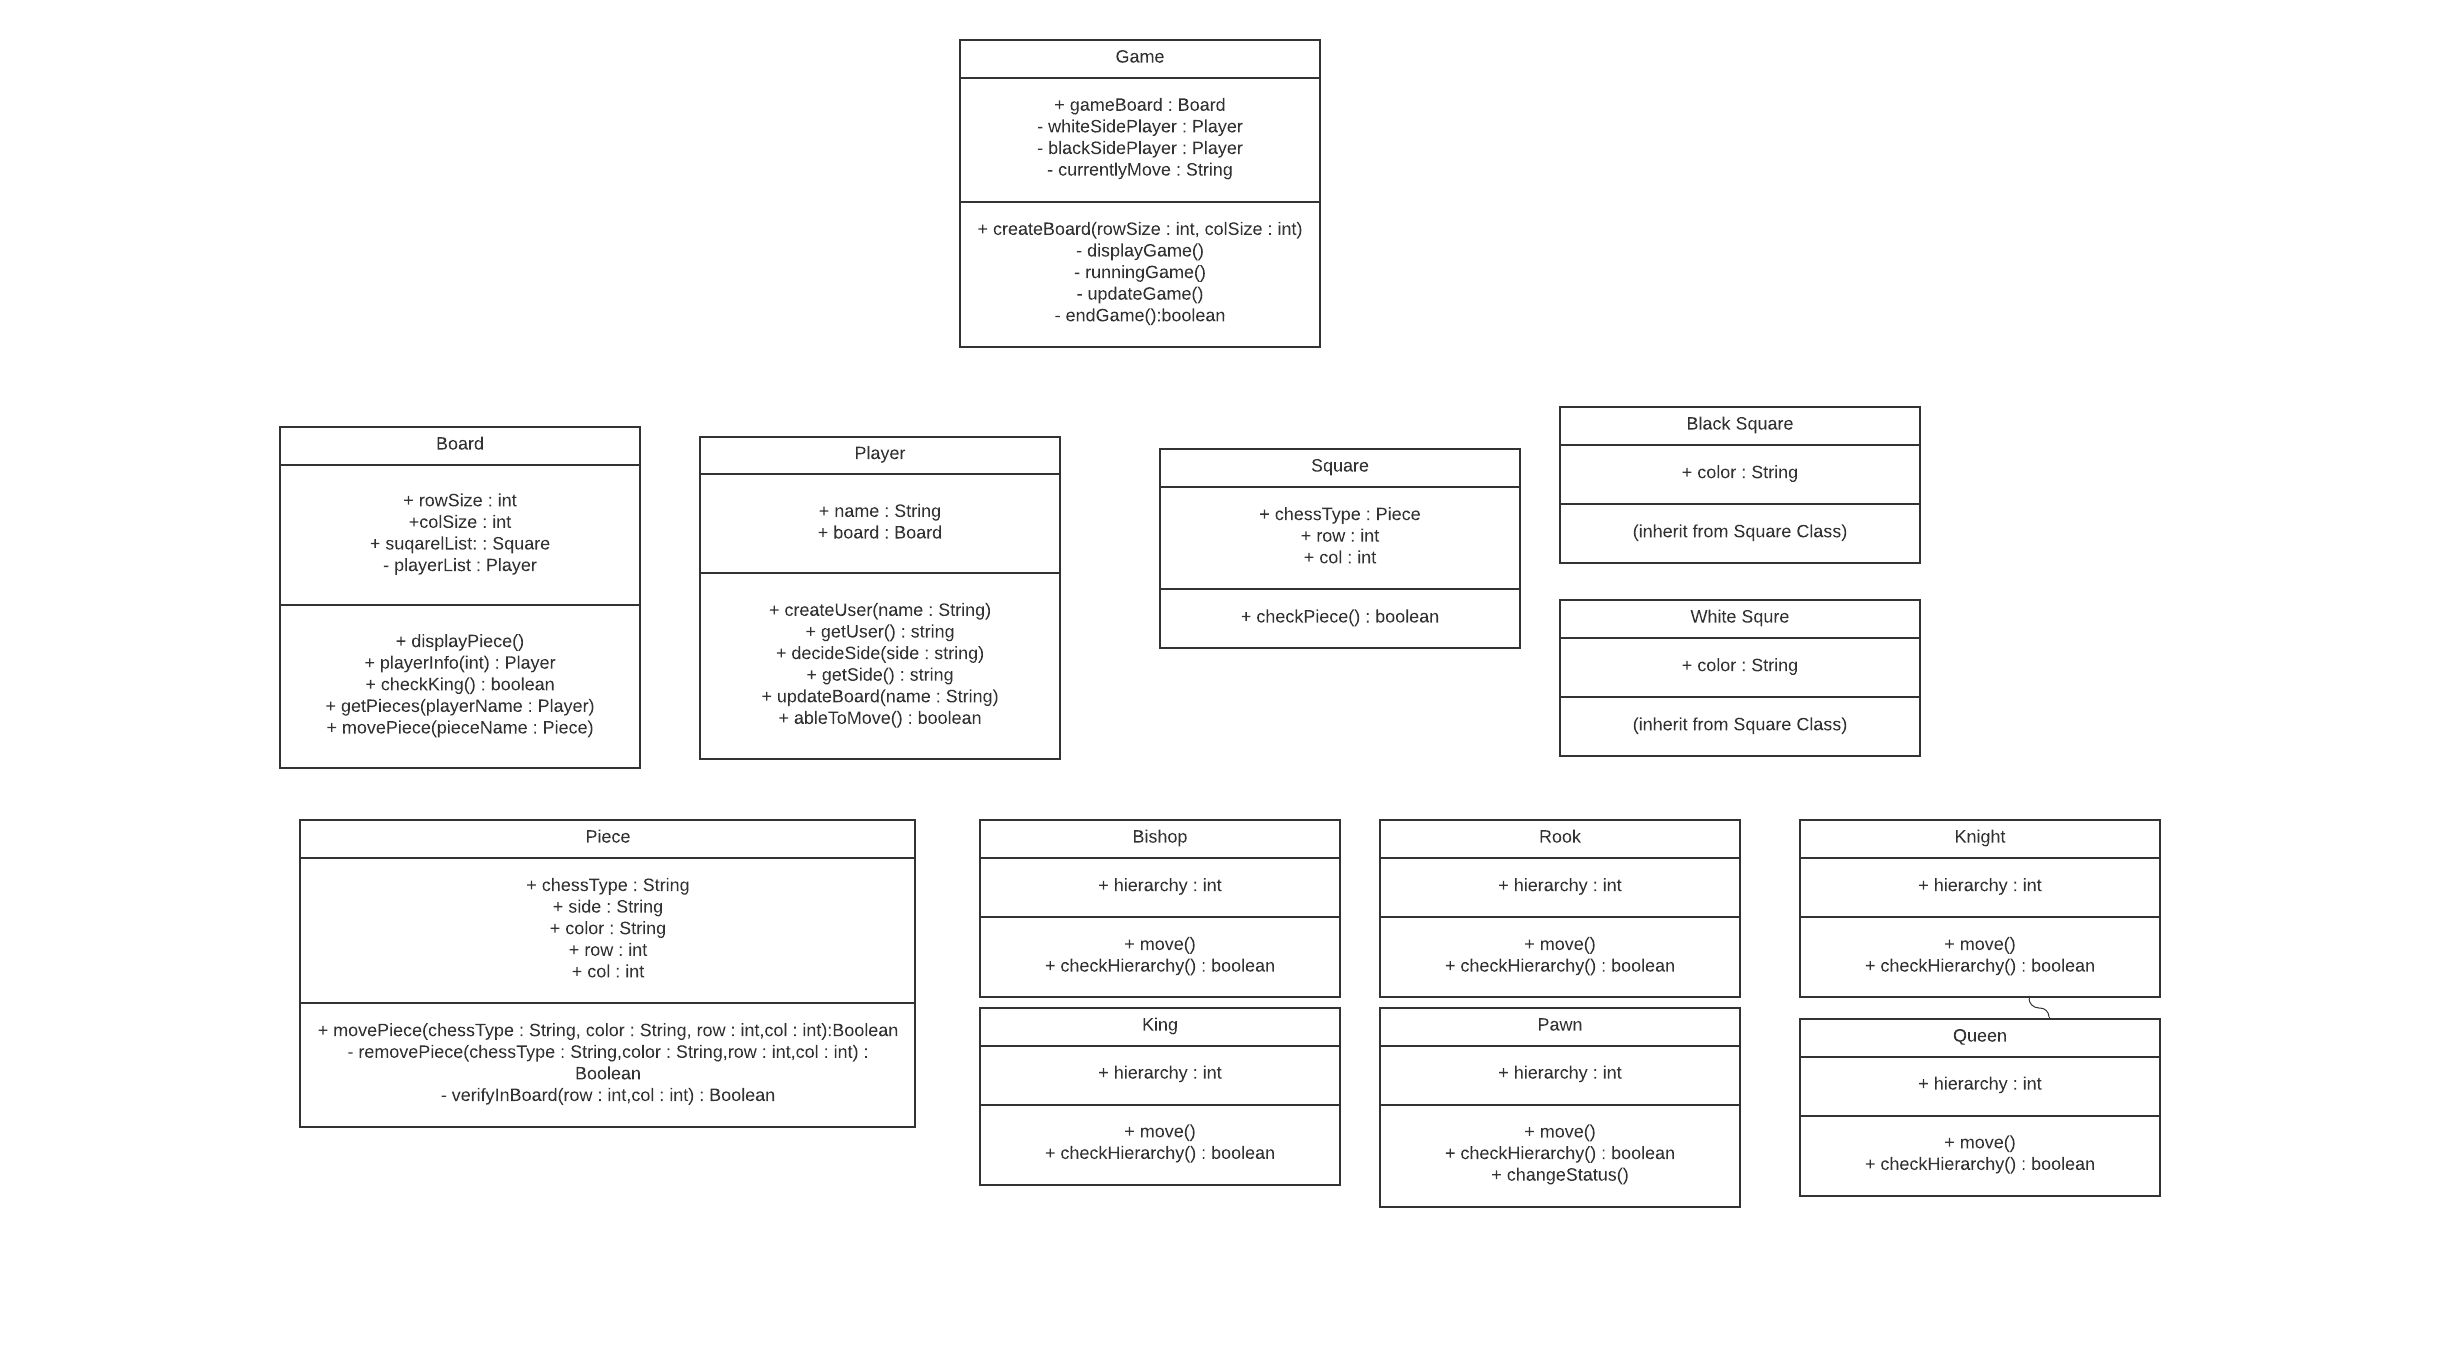 Game
+ gameBoard : Board
- whiteSidePlayer : Player
- blackSidePlayer : Player
- currentlyMove : String
+ createBoard(rowSize : int, colSize : int)
- displayGame()
- runningGame()
- updateGame()
- endGame():boolean
Board
+ rowSize : int
+colSize : int
+ suqarelList: : Square
- playerList : Player
+ displayPiece()
+ playerInfo(int) : Player
+ checkKing() : boolean
+ getPieces(playerName : Player)
+ movePiece(pieceName : Piece)
Player
+ name : String
+ board : Board
+ createUser(name : String)
+ getUser() : string
+ decideSide(side : string)
+ getSide() : string
+ updateBoard(name : String)
+ ableToMove() : boolean
Square
+ chessType : Piece
+ row : int
+ col : int
+ checkPiece() : boolean
Black Square
+ color : String
(inherit from Square Class)
White Squre
+ color : String
(inherit from Square Class)
Piece
+ chessType : String
+ side : String
+ color : String
+ row : int
+ col : int
+ movePiece(chessType : String, color : String, row : int,col : int):Boolean
- removePiece(chessType : String,color : String,row : int,col : int) :
Boolean
- verifyInBoard(row : int,col : int) : Boolean
Bishop
+ hierarchy : int
+ move()
+ checkHierarchy() : boolean
Rook
+ hierarchy : int
+ move()
+ checkHierarchy() : boolean
Knight
+ hierarchy : int
+ move()
+ checkHierarchy() : boolean
King
+ hierarchy : int
+ move()
+ checkHierarchy() : boolean
Pawn
+ hierarchy : int
+ move()
+ checkHierarchy() : boolean
+ changeStatus()
Queen
+ hierarchy : int
+ move()
+ checkHierarchy() : boolean